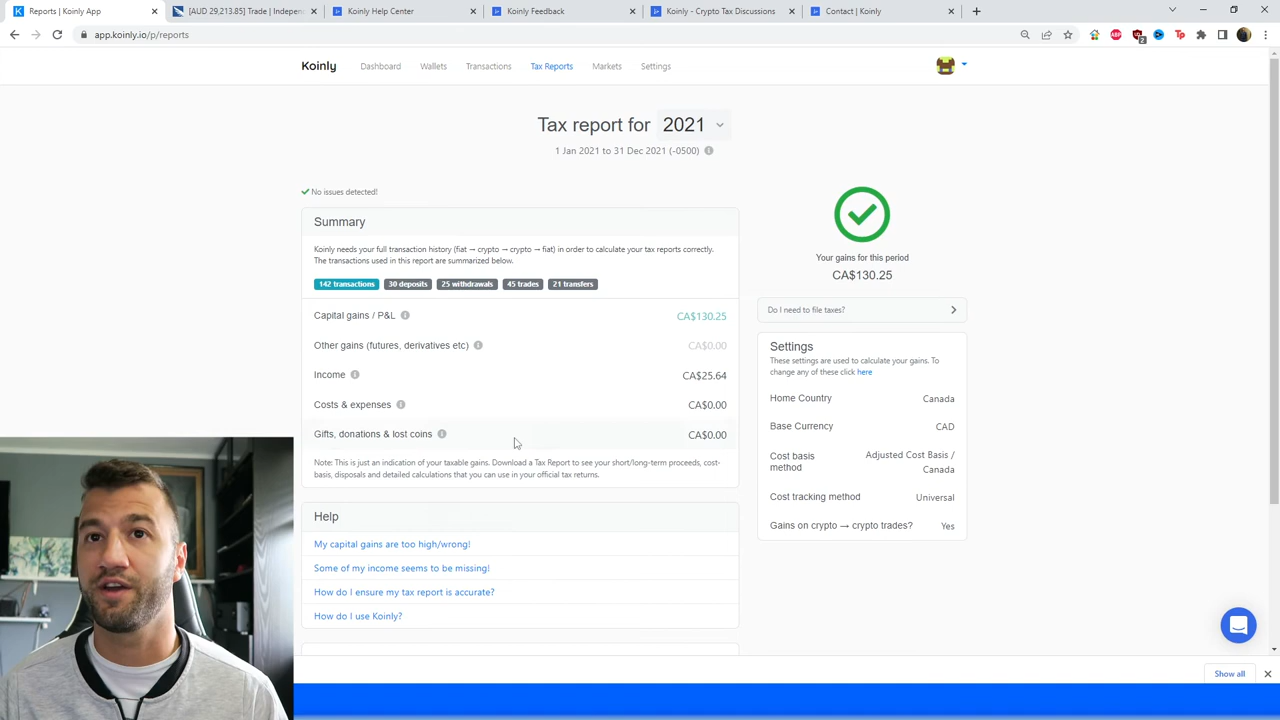 Reports | Koinly App
[AUD 29,213.85] Trade | Indepen
Koinly Help Center
Koinly Feedback
Koinly - Crypto Tax Discussions
Contact | Koinly
app.koinly.io/p/reports
Koinly
Dashboard
Wallets
Transactions
Tax Reports
Markets
Settings
Tax report for 2021
1 Jan 2021 to 31 Dec 2021 (-0500)
No issues detected!
Summary
Koinly needs your full transaction history (fiat → crypto → crypto → fiat) in order to calculate your tax reports correctly.
The transactions used in this report are summarized below.
142 transactions
30 deposits
25 withdrawals
45 trades
21 transfers
Capital gains / P&L
CA$130.25
Other gains (futures, derivatives etc)
CA$0.00
Income
CA$25.64
Costs & expenses
CA$0.00
Gifts, donations & lost coins
CA$0.00
Note: This is just an indication of your taxable gains. Download a Tax Report to see your short/long-term proceeds, cost-
basis, disposals and detailed calculations that you can use in your official tax returns.
Help
My capital gains are too high/wrong!
Some of my income seems to be missing!
How do I ensure my tax report is accurate?
How do I use Koinly?
Your gains for this period
CA$130.25
Do I need to file taxes?
Settings
These settings are used to calculate your gains. To
change any of these click here
Home Country
Canada
Base Currency
CAD
Cost basis
method
Adjusted Cost Basis /
Canada
Cost tracking method
Universal
Gains on crypto → crypto trades?
Yes
Show all